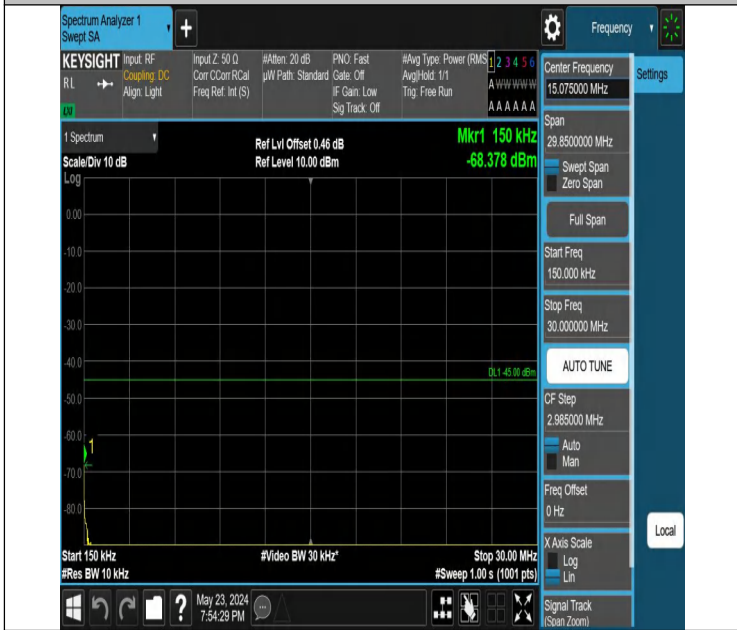 Spectrum Analyzer 1
Swept SA
+
Frequency
KEYSIGHT
RL
Input: RF
Coupling: DC
Align: Light
Input Z: 50 Ω
Corr CCorr RCal
Freq Ref: Int (S)
#Atten: 20 dB
µW Path: Standard
PNO: Fast
Gate: Off
IF Gain: Low
Sig Track: Off
#Avg Type: Power (RMS
Avg|Hold: 1/1
Trig: Free Run
1 2 3 4 5 6
A W W W W W
A A A A A A
1 Spectrum
Scale/Div 10 dB
Log
Ref Lvl Offset 0.46 dB
Ref Level 10.00 dBm
Mkr1 150 kHz
-68.378 dBm
0.00
-10.0
-20.0
-30.0
-40.0
-50.0
-60.0
-70.0
-80.0
DL1 -45.00 dBm
1
Start 150 kHz
#Res BW 10 kHz
#Video BW 30 kHz*
Stop 30.00 MHz
#Sweep 1.00 s (1001 pts)
Center Frequency
15.075000 MHz
Settings
Span
29.8500000 MHz
Swept Span
Zero Span
Full Span
Start Freq
150.000 kHz
Stop Freq
30.000000 MHz
AUTO TUNE
CF Step
2.985000 MHz
Auto
Man
Freq Offset
0 Hz
X Axis Scale
Log
Lin
Local
Signal Track
(Span Zoom)
?
May 23, 2024
7:54:29 PM